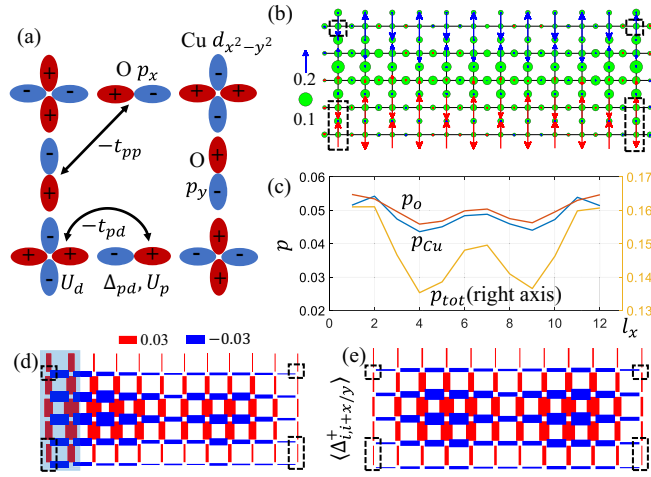 (a)
Cu d_{x²−y²}
O p_x
+
−
+
−
+
−
+
−
−
+
−t_{pp}
O
+
p_y
−
−
+
−t_{pd}
−
+
−
+
−
+
+
−
U_d
Δ_{pd}, U_p
(b)
0.2
0.1
(c)
0.06
0.05
0.04
0.03
0.02
p
0.17
0.16
0.15
0.14
0.13
p_o
p_{Cu}
p_{tot}(right axis)
0 2 4 6 8 10 12 l_x
0.03
−0.03
(d)
(e)
⟨Δ⁺_{i,i+x/y}⟩